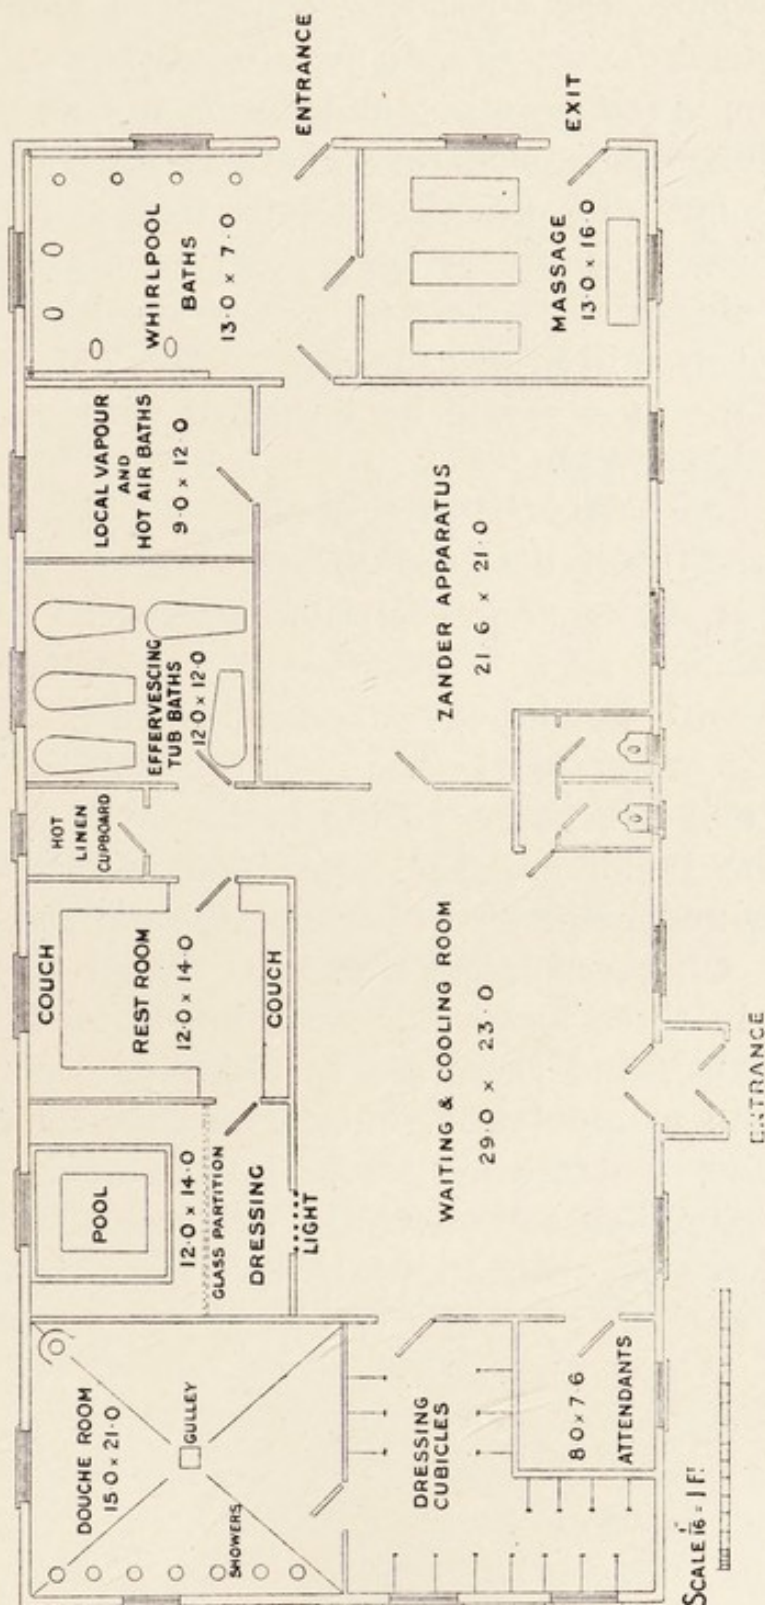 ENTRANCE
EXIT
WHIRLPOOL
BATHS
13·0 x 7·0
MASSAGE
13·0 x 16·0
LOCAL VAPOUR
AND
HOT AIR BATHS
9·0 x 12·0
ZANDER APPARATUS
21·6 x 21·0
EFFERVESCING
TUB BATHS
12·0 x 12·0
HOT
LINEN
CUPBOARD
COUCH
REST ROOM
12·0 x 14·0
COUCH
WAITING & COOLING ROOM
29·0 x 23·0
ENTRANCE
POOL
12·0 x 14·0
GLASS PARTITION
DRESSING
LIGHT
DOUCHE ROOM
15·0 x 21·0
GULLEY
SHOWERS
DRESSING
CUBICLES
8·0 x 7·6
ATTENDANTS
SCALE 1/16" = 1 Fᵗ